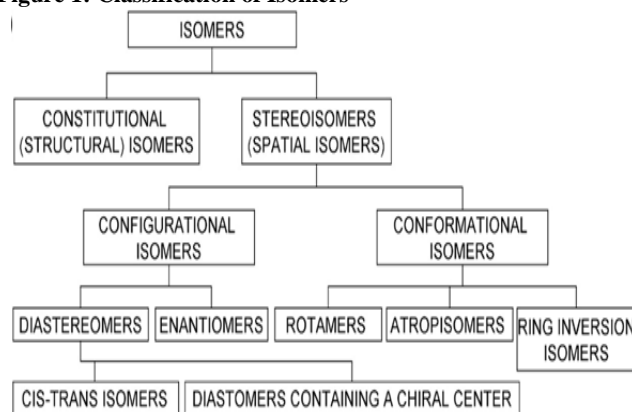 Figure 1: Classification of Isomers
ISOMERS
CONSTITUTIONAL
(STRUCTURAL) ISOMERS
STEREOISOMERS
(SPATIAL ISOMERS)
CONFIGURATIONAL
ISOMERS
CONFORMATIONAL
ISOMERS
DIASTEREOMERS
ENANTIOMERS
ROTAMERS
ATROPISOMERS
RING INVERSION
ISOMERS
CIS-TRANS ISOMERS
DIASTOMERS CONTAINING A CHIRAL CENTER